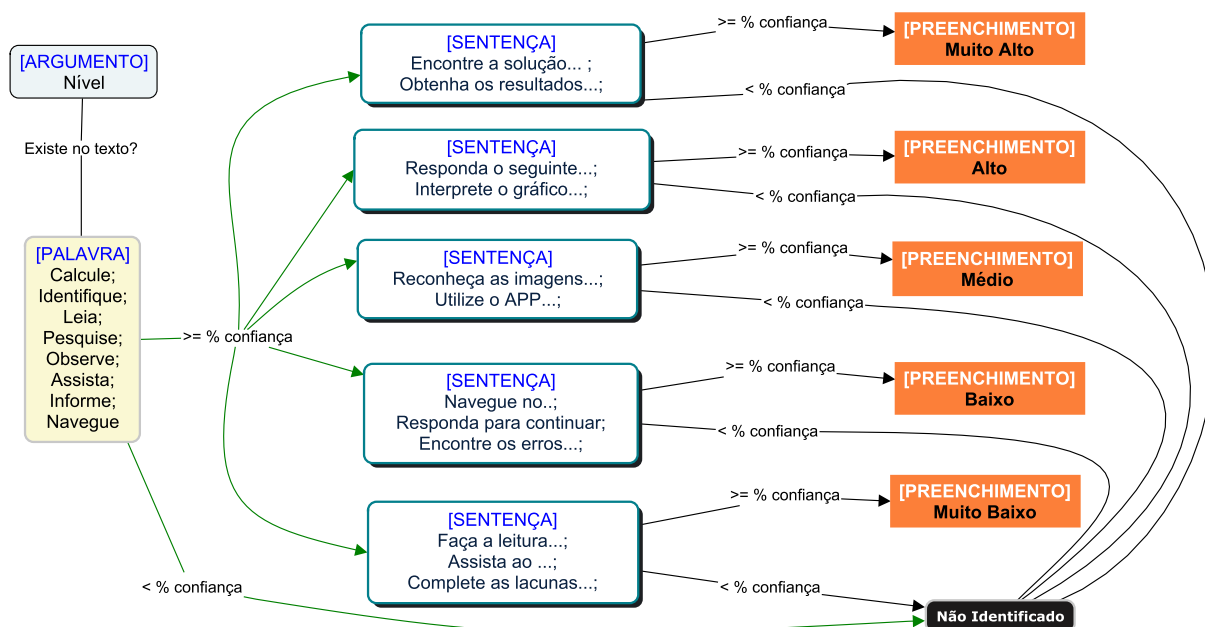 [ARGUMENTO]
Nível
Existe no texto?
[PALAVRA]
Calcule;
Identifique;
Leia;
Pesquise;
Observe;
Assista;
Informe;
Navegue
>= % confiança
< % confiança
[SENTENÇA]
Encontre a solução... ;
Obtenha os resultados...;
>= % confiança
[PREENCHIMENTO]
Muito Alto
< % confiança
[SENTENÇA]
Responda o seguinte...;
Interprete o gráfico...;
>= % confiança
[PREENCHIMENTO]
Alto
< % confiança
[SENTENÇA]
Reconheça as imagens...;
Utilize o APP...;
>= % confiança
[PREENCHIMENTO]
Médio
< % confiança
[SENTENÇA]
Navegue no..;
Responda para continuar;
Encontre os erros...;
>= % confiança
[PREENCHIMENTO]
Baixo
< % confiança
[SENTENÇA]
Faça a leitura...;
Assista ao ...;
Complete as lacunas...;
>= % confiança
[PREENCHIMENTO]
Muito Baixo
< % confiança
Não Identificado